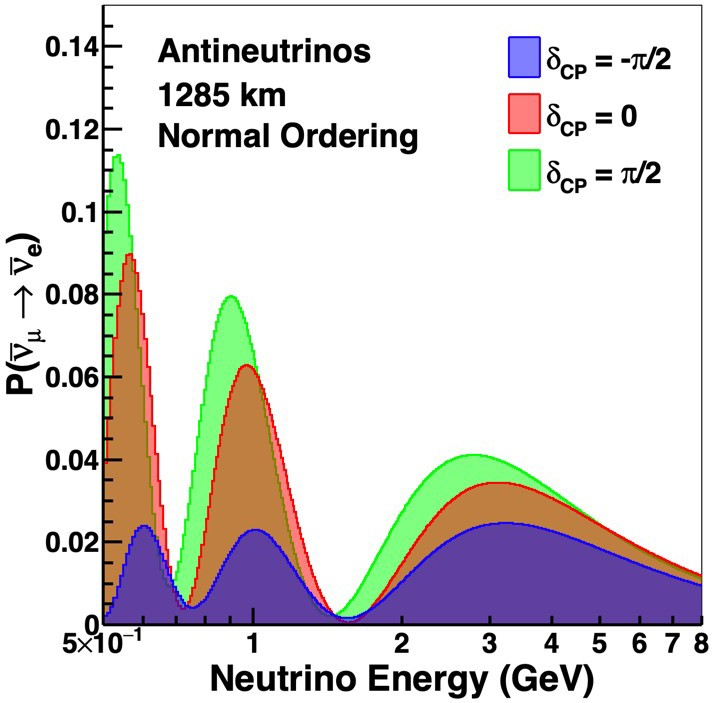 Antineutrinos
1285 km
Normal Ordering
δCP = -π/2
δCP = 0
δCP = π/2
P(ν̅μ → ν̅e)
0.14
0.12
0.1
0.08
0.06
0.04
0.02
0
5×10⁻¹ 1 2 3 4 5 6 7 8
Neutrino Energy (GeV)